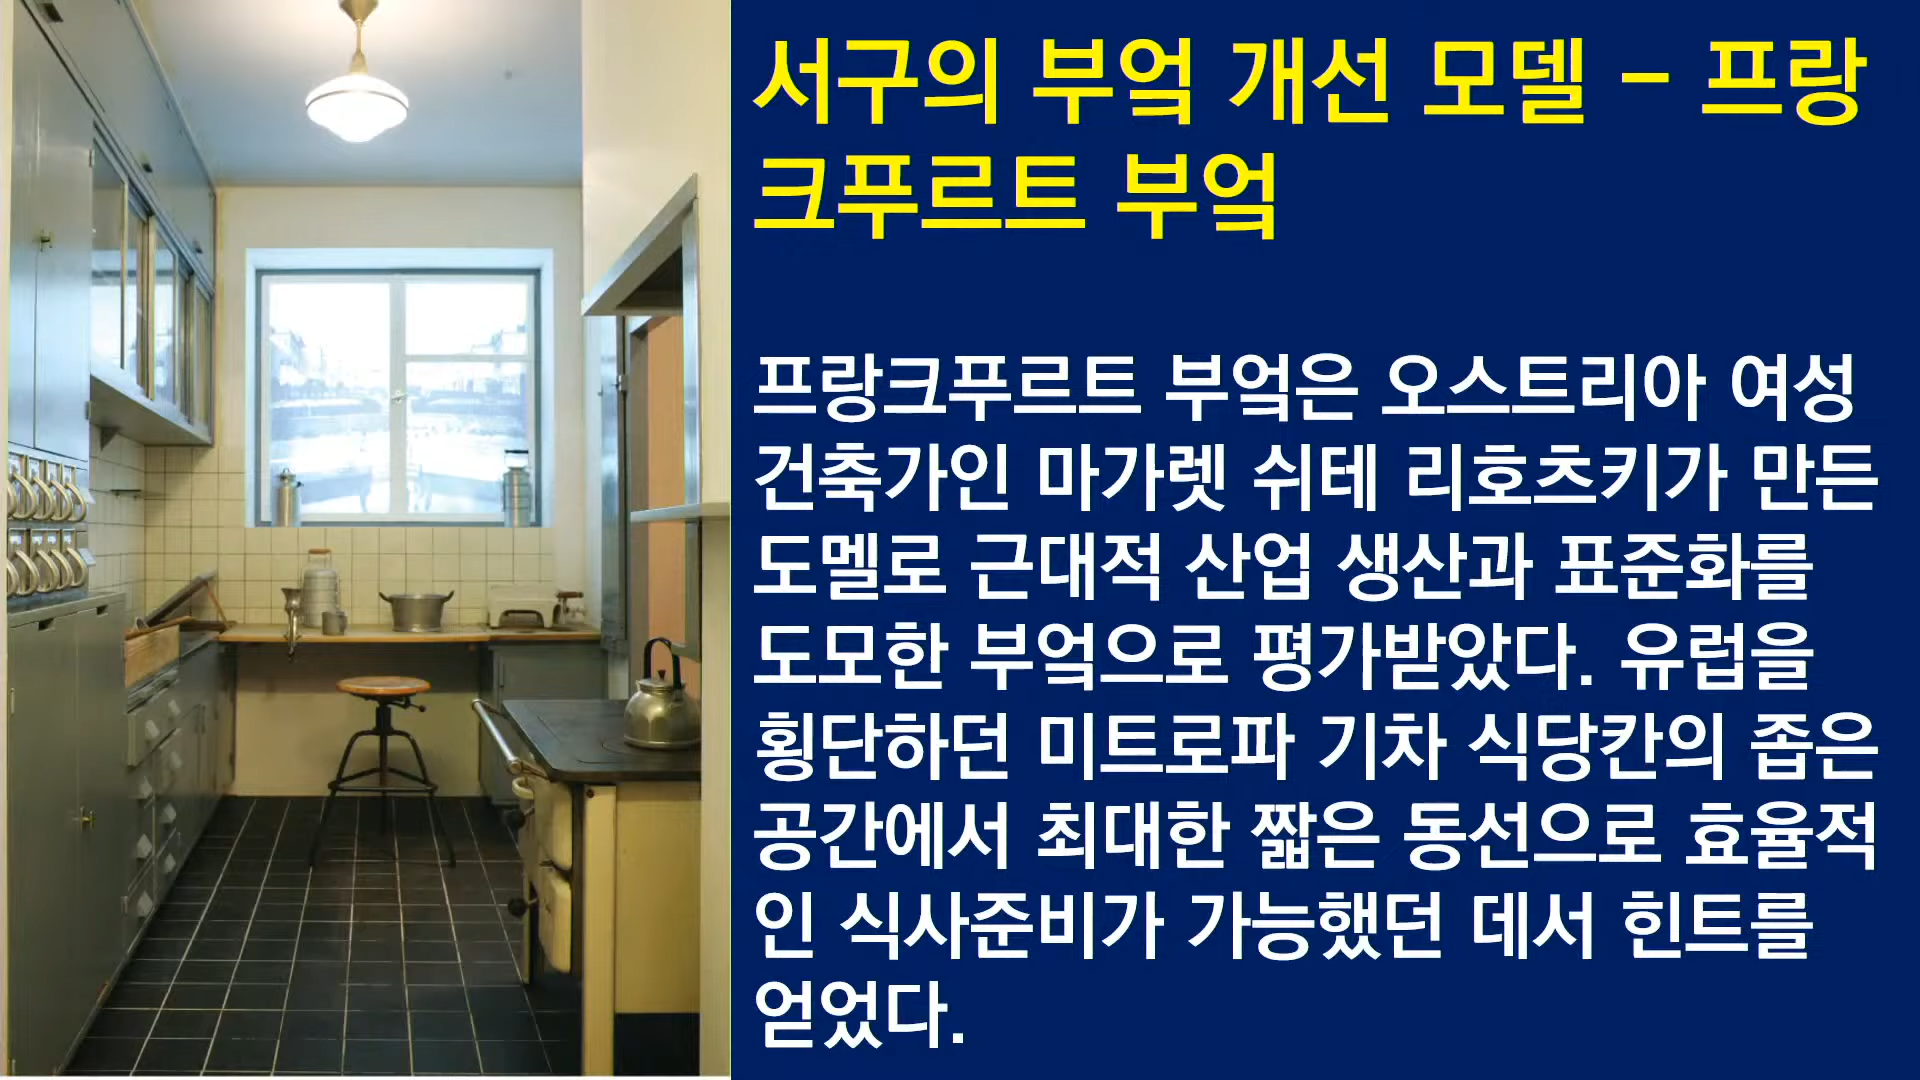 서구의 부엌 개선 모델 - 프랑
크푸르트 부엌
프랑크푸르트 부엌은 오스트리아 여성
건축가인 마가렛 쉬테 리호츠키가 만든
도멜로 근대적 산업 생산과 표준화를
도모한 부엌으로 평가받았다. 유럽을
횡단하던 미트로파 기차 식당칸의 좁은
공간에서 최대한 짧은 동선으로 효율적
인 식사준비가 가능했던 데서 힌트를
얻었다.